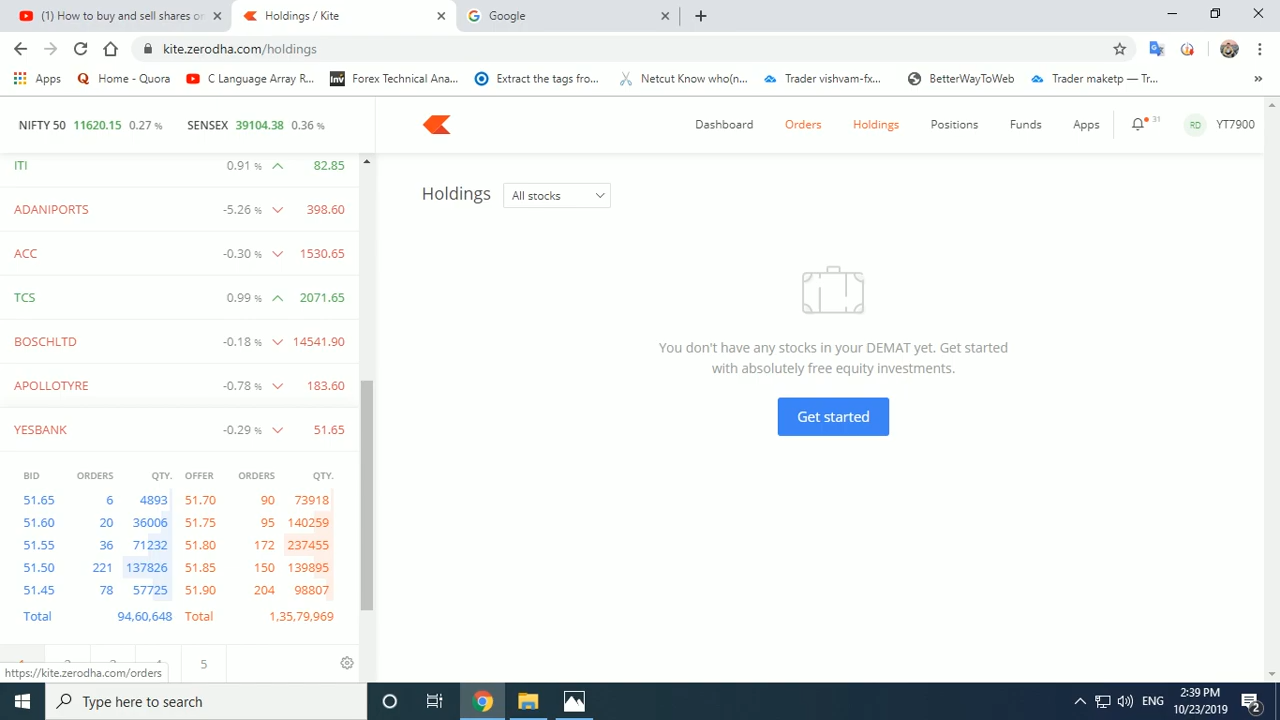 (1) How to buy and sell shares or
Holdings / Kite
Google
kite.zerodha.com/holdings
Apps
Home - Quora
C Language Array R...
Inv
Forex Technical Ana...
Extract the tags from...
Netcut Know who(n...
Trader vishvam-fx...
BetterWayToWeb
Trader maketp — Tr...
»
NIFTY 50 11620.15 0.27 %
SENSEX 39104.38 0.36 %
Dashboard
Orders
Holdings
Positions
Funds
Apps
31
RD
YT7900
ITI 0.91 % 82.85
ADANIPORTS -5.26 % 398.60
ACC -0.30 % 1530.65
TCS 0.99 % 2071.65
BOSCHLTD -0.18 % 14541.90
APOLLOTYRE -0.78 % 183.60
YESBANK -0.29 % 51.65
BID ORDERS QTY. OFFER ORDERS QTY.
51.65 6 4893 51.70 90 73918
51.60 20 36006 51.75 95 140259
51.55 36 71232 51.80 172 237455
51.50 221 137826 51.85 150 139895
51.45 78 57725 51.90 204 98807
Total 94,60,648 Total 1,35,79,969
5
https://kite.zerodha.com/orders
Holdings
All stocks
You don't have any stocks in your DEMAT yet. Get started
with absolutely free equity investments.
Get started
Type here to search
ENG
2:39 PM
10/23/2019
2